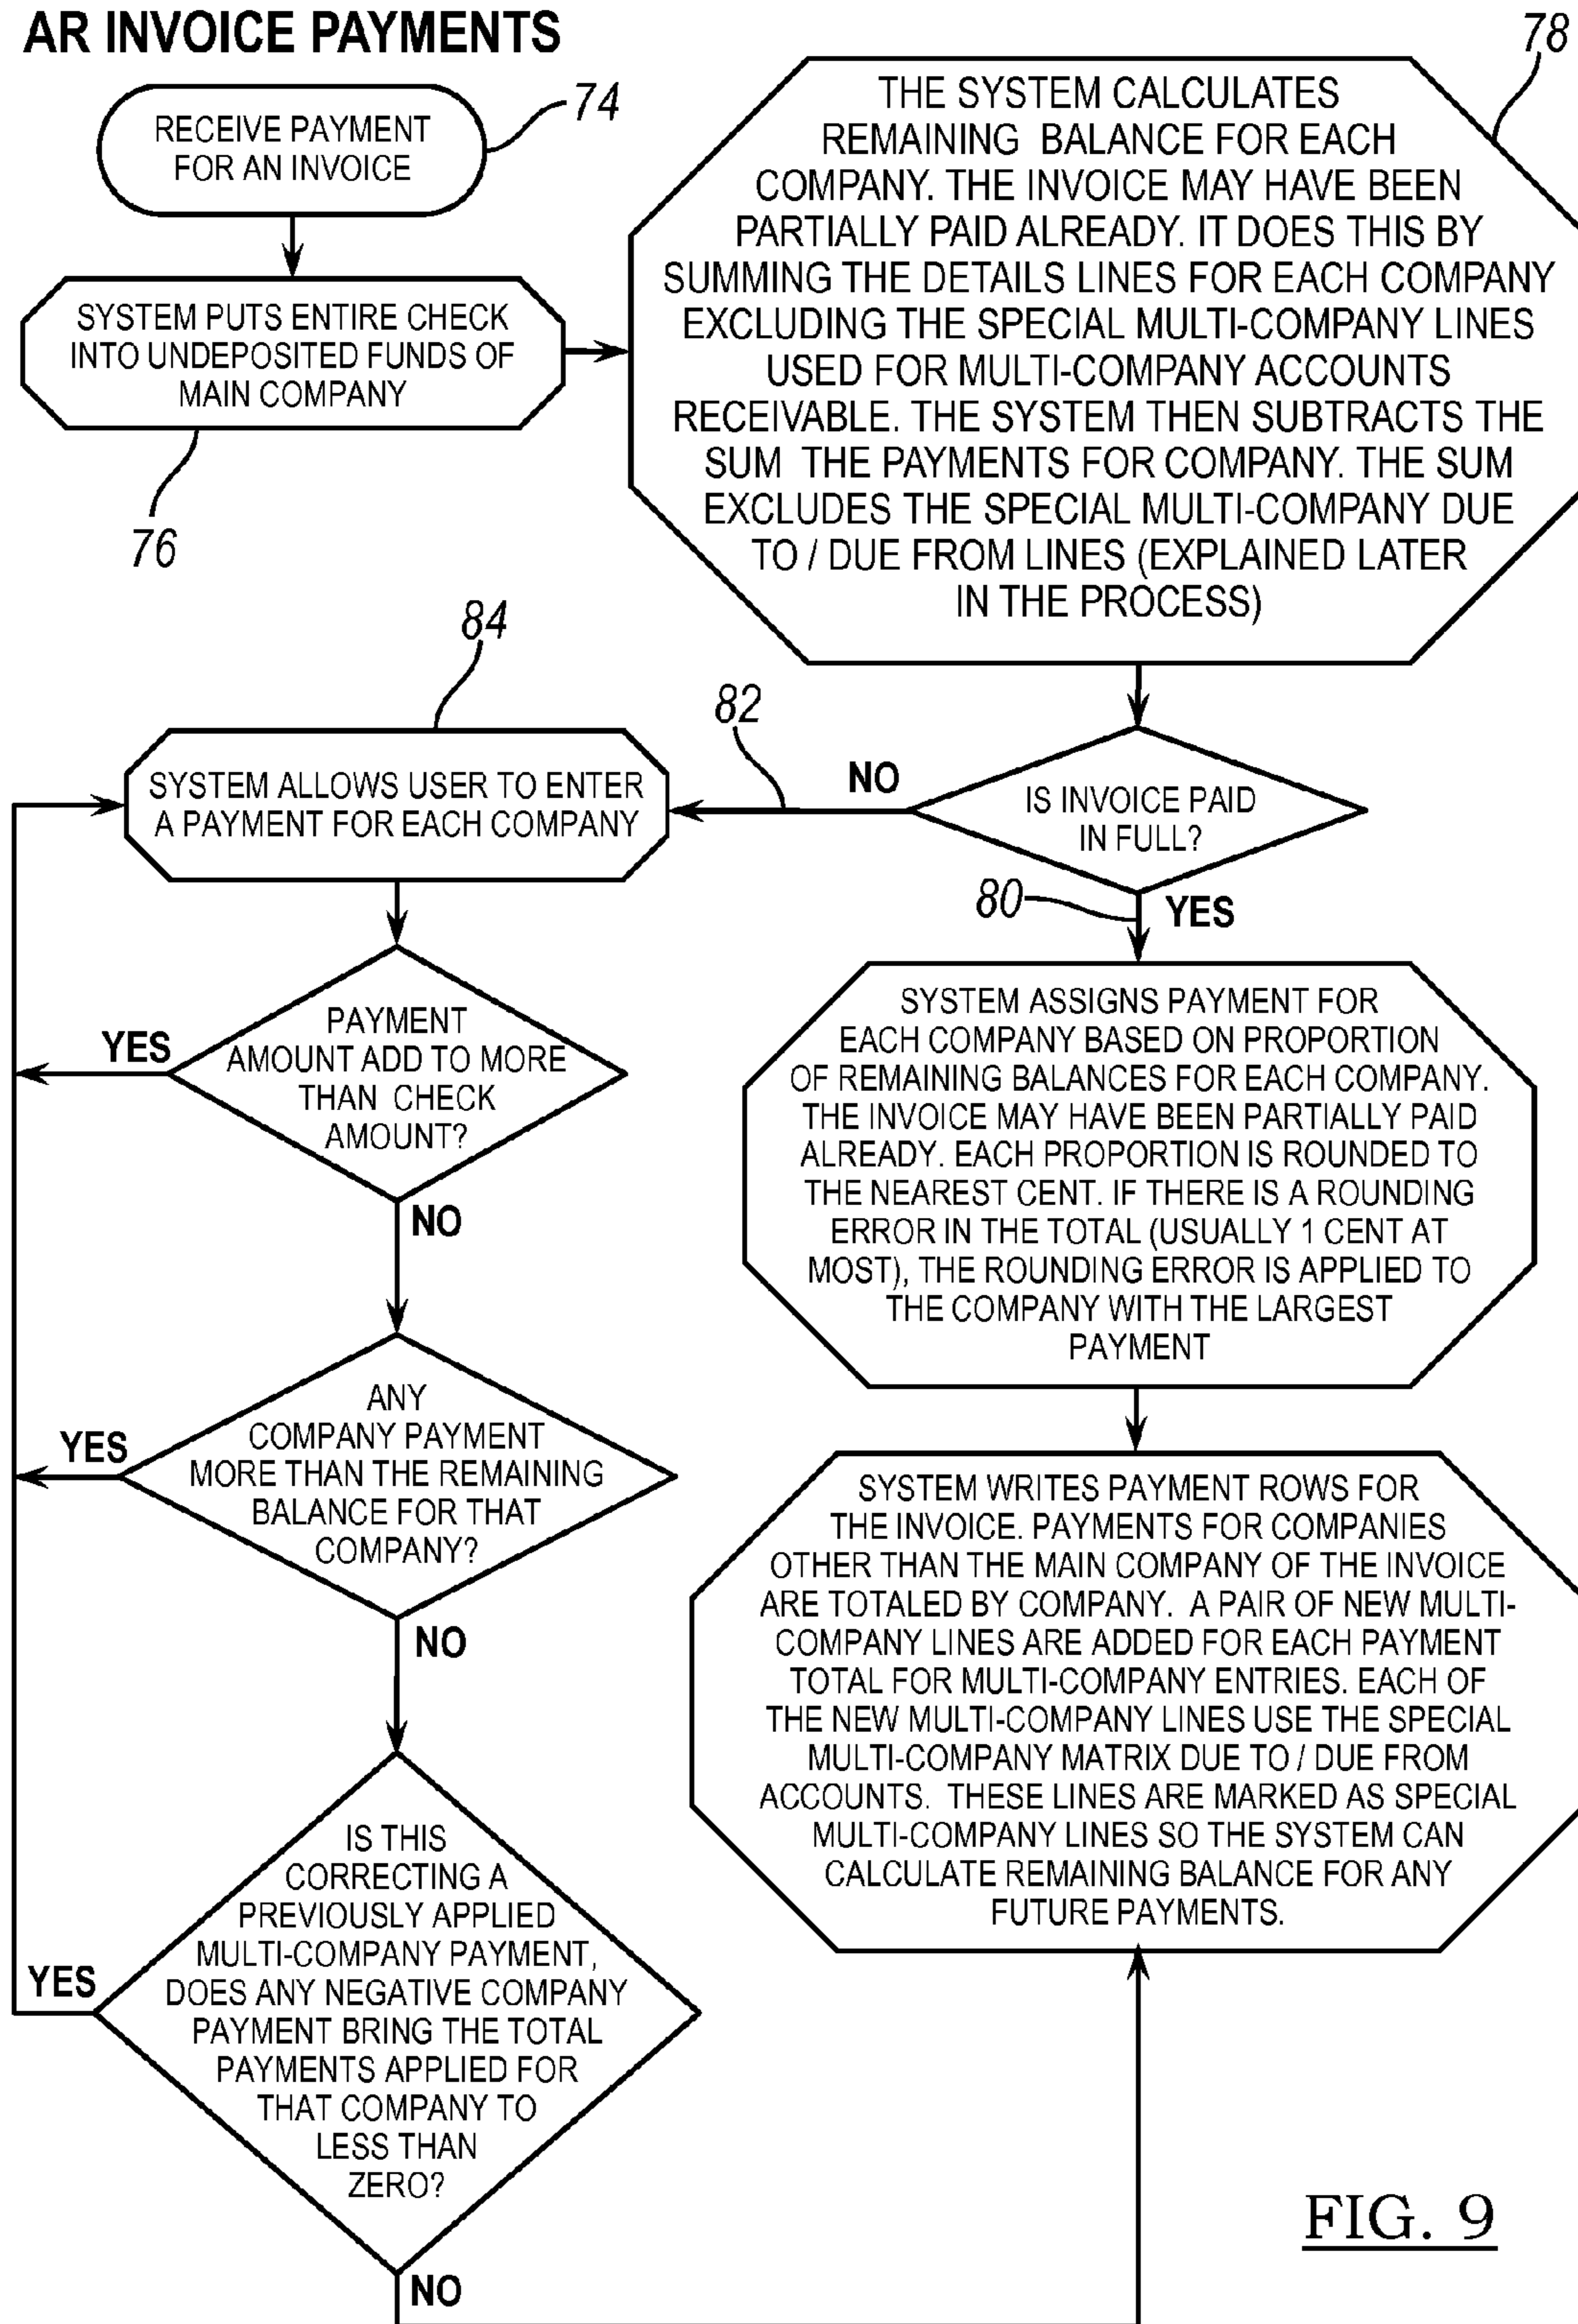 AR INVOICE PAYMENTS
74
RECEIVE PAYMENT
FOR AN INVOICE
SYSTEM PUTS ENTIRE CHECK
INTO UNDEPOSITED FUNDS OF
MAIN COMPANY
76
78
THE SYSTEM CALCULATES
REMAINING BALANCE FOR EACH
COMPANY. THE INVOICE MAY HAVE BEEN
PARTIALLY PAID ALREADY. IT DOES THIS BY
SUMMING THE DETAILS LINES FOR EACH COMPANY
EXCLUDING THE SPECIAL MULTI-COMPANY LINES
USED FOR MULTI-COMPANY ACCOUNTS
RECEIVABLE. THE SYSTEM THEN SUBTRACTS THE
SUM THE PAYMENTS FOR COMPANY. THE SUM
EXCLUDES THE SPECIAL MULTI-COMPANY DUE
TO / DUE FROM LINES (EXPLAINED LATER
IN THE PROCESS)
IS INVOICE PAID
IN FULL?
82
NO
80
YES
84
SYSTEM ALLOWS USER TO ENTER
A PAYMENT FOR EACH COMPANY
PAYMENT
AMOUNT ADD TO MORE
THAN CHECK
AMOUNT?
YES
NO
ANY
COMPANY PAYMENT
MORE THAN THE REMAINING
BALANCE FOR THAT
COMPANY?
YES
NO
IS THIS
CORRECTING A
PREVIOUSLY APPLIED
MULTI-COMPANY PAYMENT,
DOES ANY NEGATIVE COMPANY
PAYMENT BRING THE TOTAL
PAYMENTS APPLIED FOR
THAT COMPANY TO
LESS THAN
ZERO?
YES
NO
SYSTEM ASSIGNS PAYMENT FOR
EACH COMPANY BASED ON PROPORTION
OF REMAINING BALANCES FOR EACH COMPANY.
THE INVOICE MAY HAVE BEEN PARTIALLY PAID
ALREADY. EACH PROPORTION IS ROUNDED TO
THE NEAREST CENT. IF THERE IS A ROUNDING
ERROR IN THE TOTAL (USUALLY 1 CENT AT
MOST), THE ROUNDING ERROR IS APPLIED TO
THE COMPANY WITH THE LARGEST
PAYMENT
SYSTEM WRITES PAYMENT ROWS FOR
THE INVOICE. PAYMENTS FOR COMPANIES
OTHER THAN THE MAIN COMPANY OF THE INVOICE
ARE TOTALED BY COMPANY. A PAIR OF NEW MULTI-
COMPANY LINES ARE ADDED FOR EACH PAYMENT
TOTAL FOR MULTI-COMPANY ENTRIES. EACH OF
THE NEW MULTI-COMPANY LINES USE THE SPECIAL
MULTI-COMPANY MATRIX DUE TO / DUE FROM
ACCOUNTS. THESE LINES ARE MARKED AS SPECIAL
MULTI-COMPANY LINES SO THE SYSTEM CAN
CALCULATE REMAINING BALANCE FOR ANY
FUTURE PAYMENTS.
FIG. 9